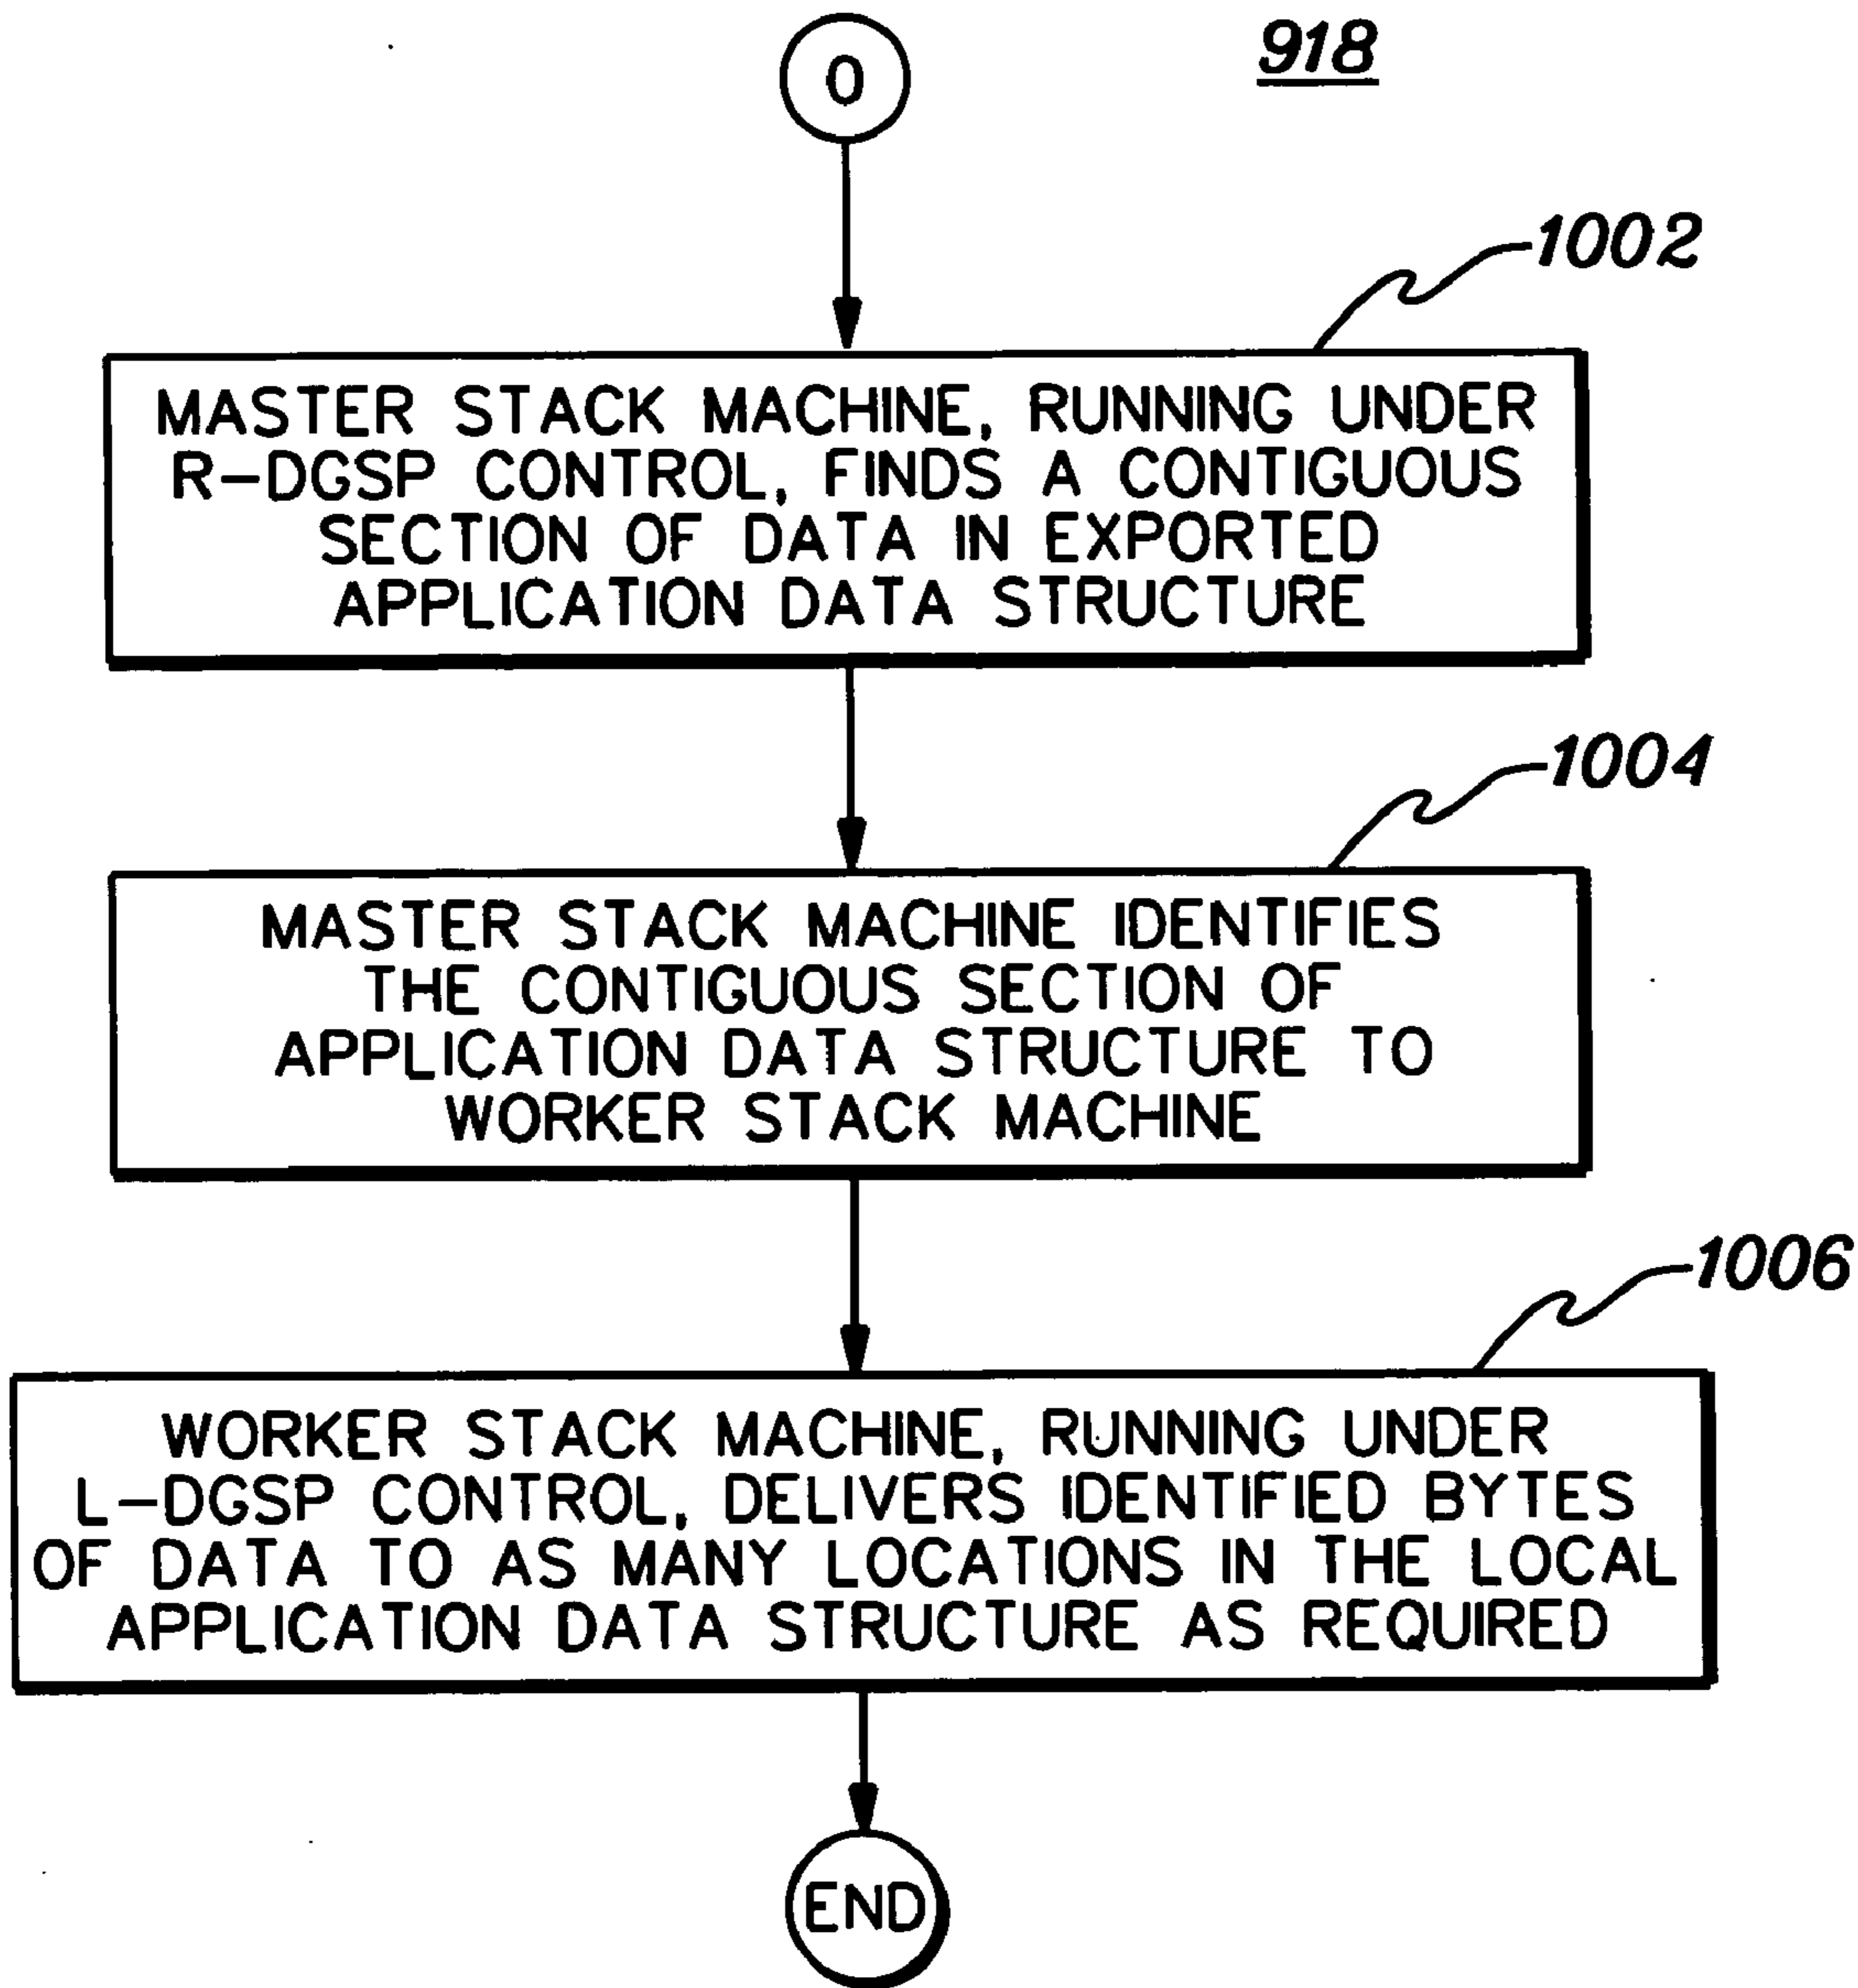 918
O
1002
MASTER STACK MACHINE, RUNNING UNDER
R-DGSP CONTROL, FINDS A CONTIGUOUS
SECTION OF DATA IN EXPORTED
APPLICATION DATA STRUCTURE
1004
MASTER STACK MACHINE IDENTIFIES
THE CONTIGUOUS SECTION OF
APPLICATION DATA STRUCTURE TO
WORKER STACK MACHINE
1006
WORKER STACK MACHINE, RUNNING UNDER
L-DGSP CONTROL, DELIVERS IDENTIFIED BYTES
OF DATA TO AS MANY LOCATIONS IN THE LOCAL
APPLICATION DATA STRUCTURE AS REQUIRED
END